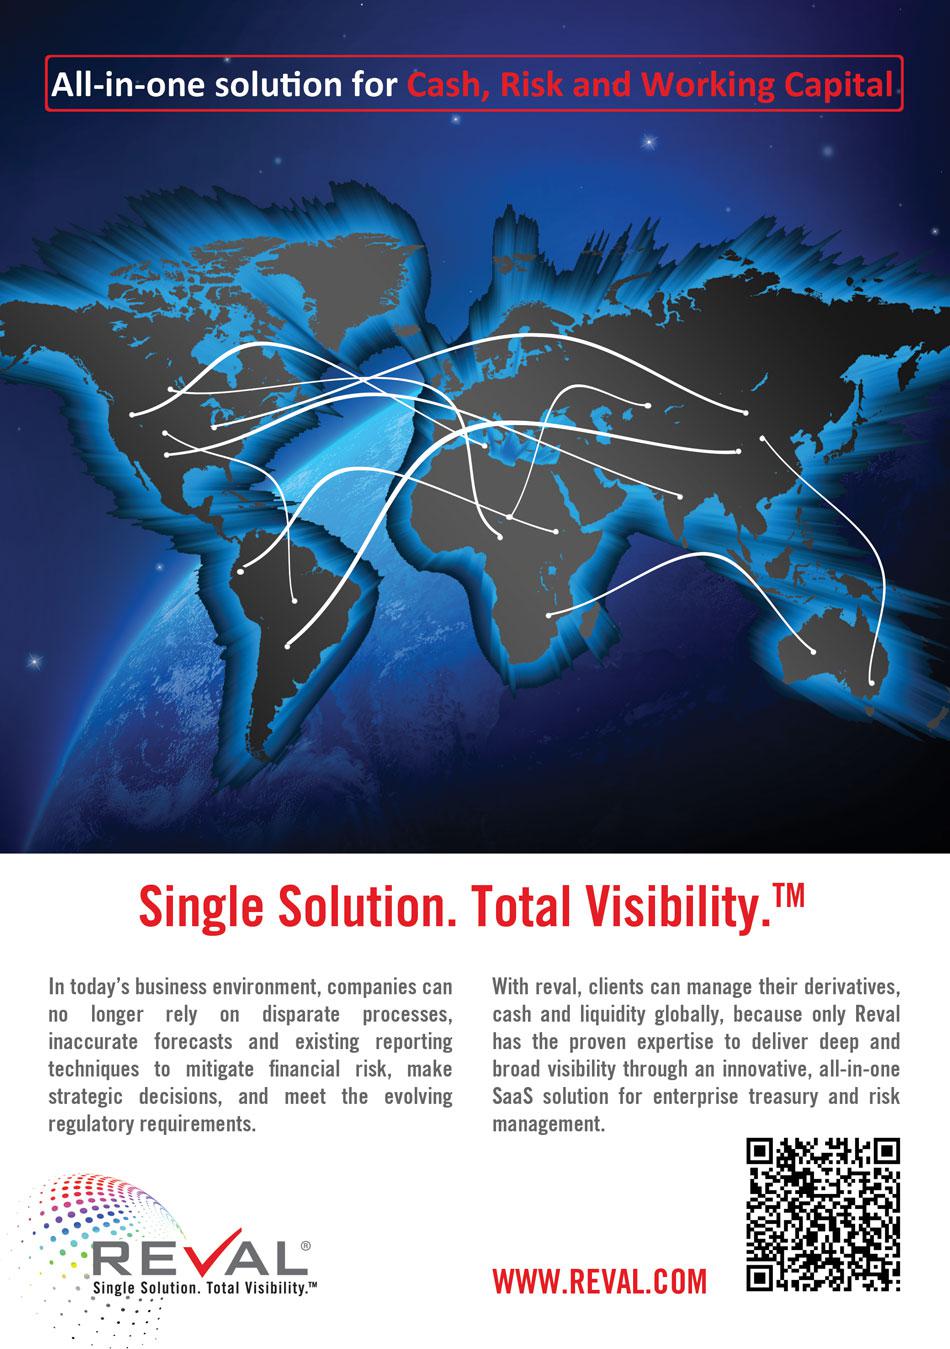 All-in-one solution for Cash, Risk and Working Capital
Single Solution. Total Visibility.™
In today's business environment, companies can
no longer rely on disparate processes,
inaccurate forecasts and existing reporting
techniques to mitigate financial risk, make
strategic decisions, and meet the evolving
regulatory requirements.
With reval, clients can manage their derivatives,
cash and liquidity globally, because only Reval
has the proven expertise to deliver deep and
broad visibility through an innovative, all-in-one
SaaS solution for enterprise treasury and risk
management.
REVAL®
Single Solution. Total Visibility.™
WWW.REVAL.COM